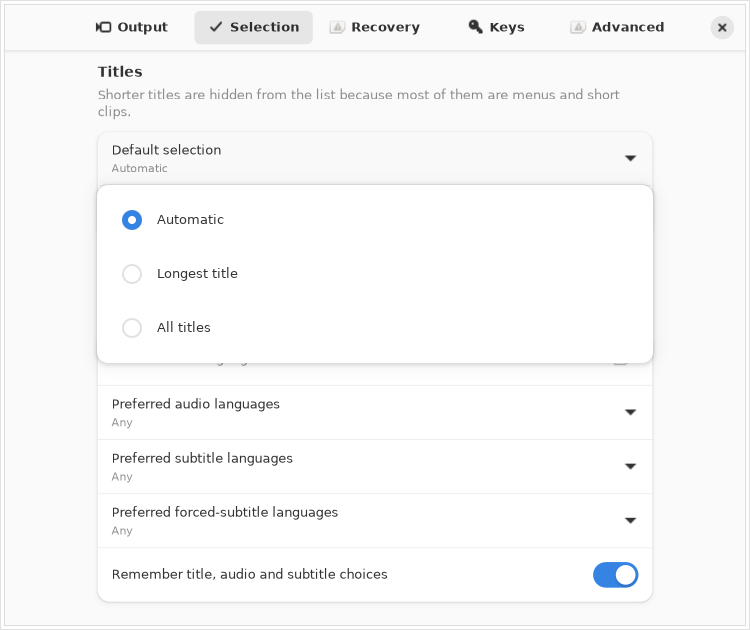 Output
Selection
Recovery
Keys
Advanced
Titles
Shorter titles are hidden from the list because most of them are menus and short
clips.
Default selection
Automatic
Automatic
Longest title
All titles
Preferred audio languages
Any
Preferred subtitle languages
Any
Preferred forced-subtitle languages
Any
Remember title, audio and subtitle choices